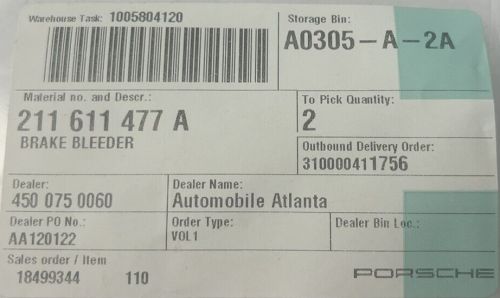 Warehouse Task: 1005804120
Storage Bin:
A0305-A-2A
Material no. and Descr.:
211 611 477 A
BRAKE BLEEDER
To Pick Quantity:
2
Outbound Delivery Order:
310000411756
Dealer:
450 075 0060
Dealer Name:
Automobile Atlanta
Dealer PO No.:
AA120122
Order Type:
VOL1
Dealer Bin Loc.:
Sales order / Item
18499344 110
PORSCHE